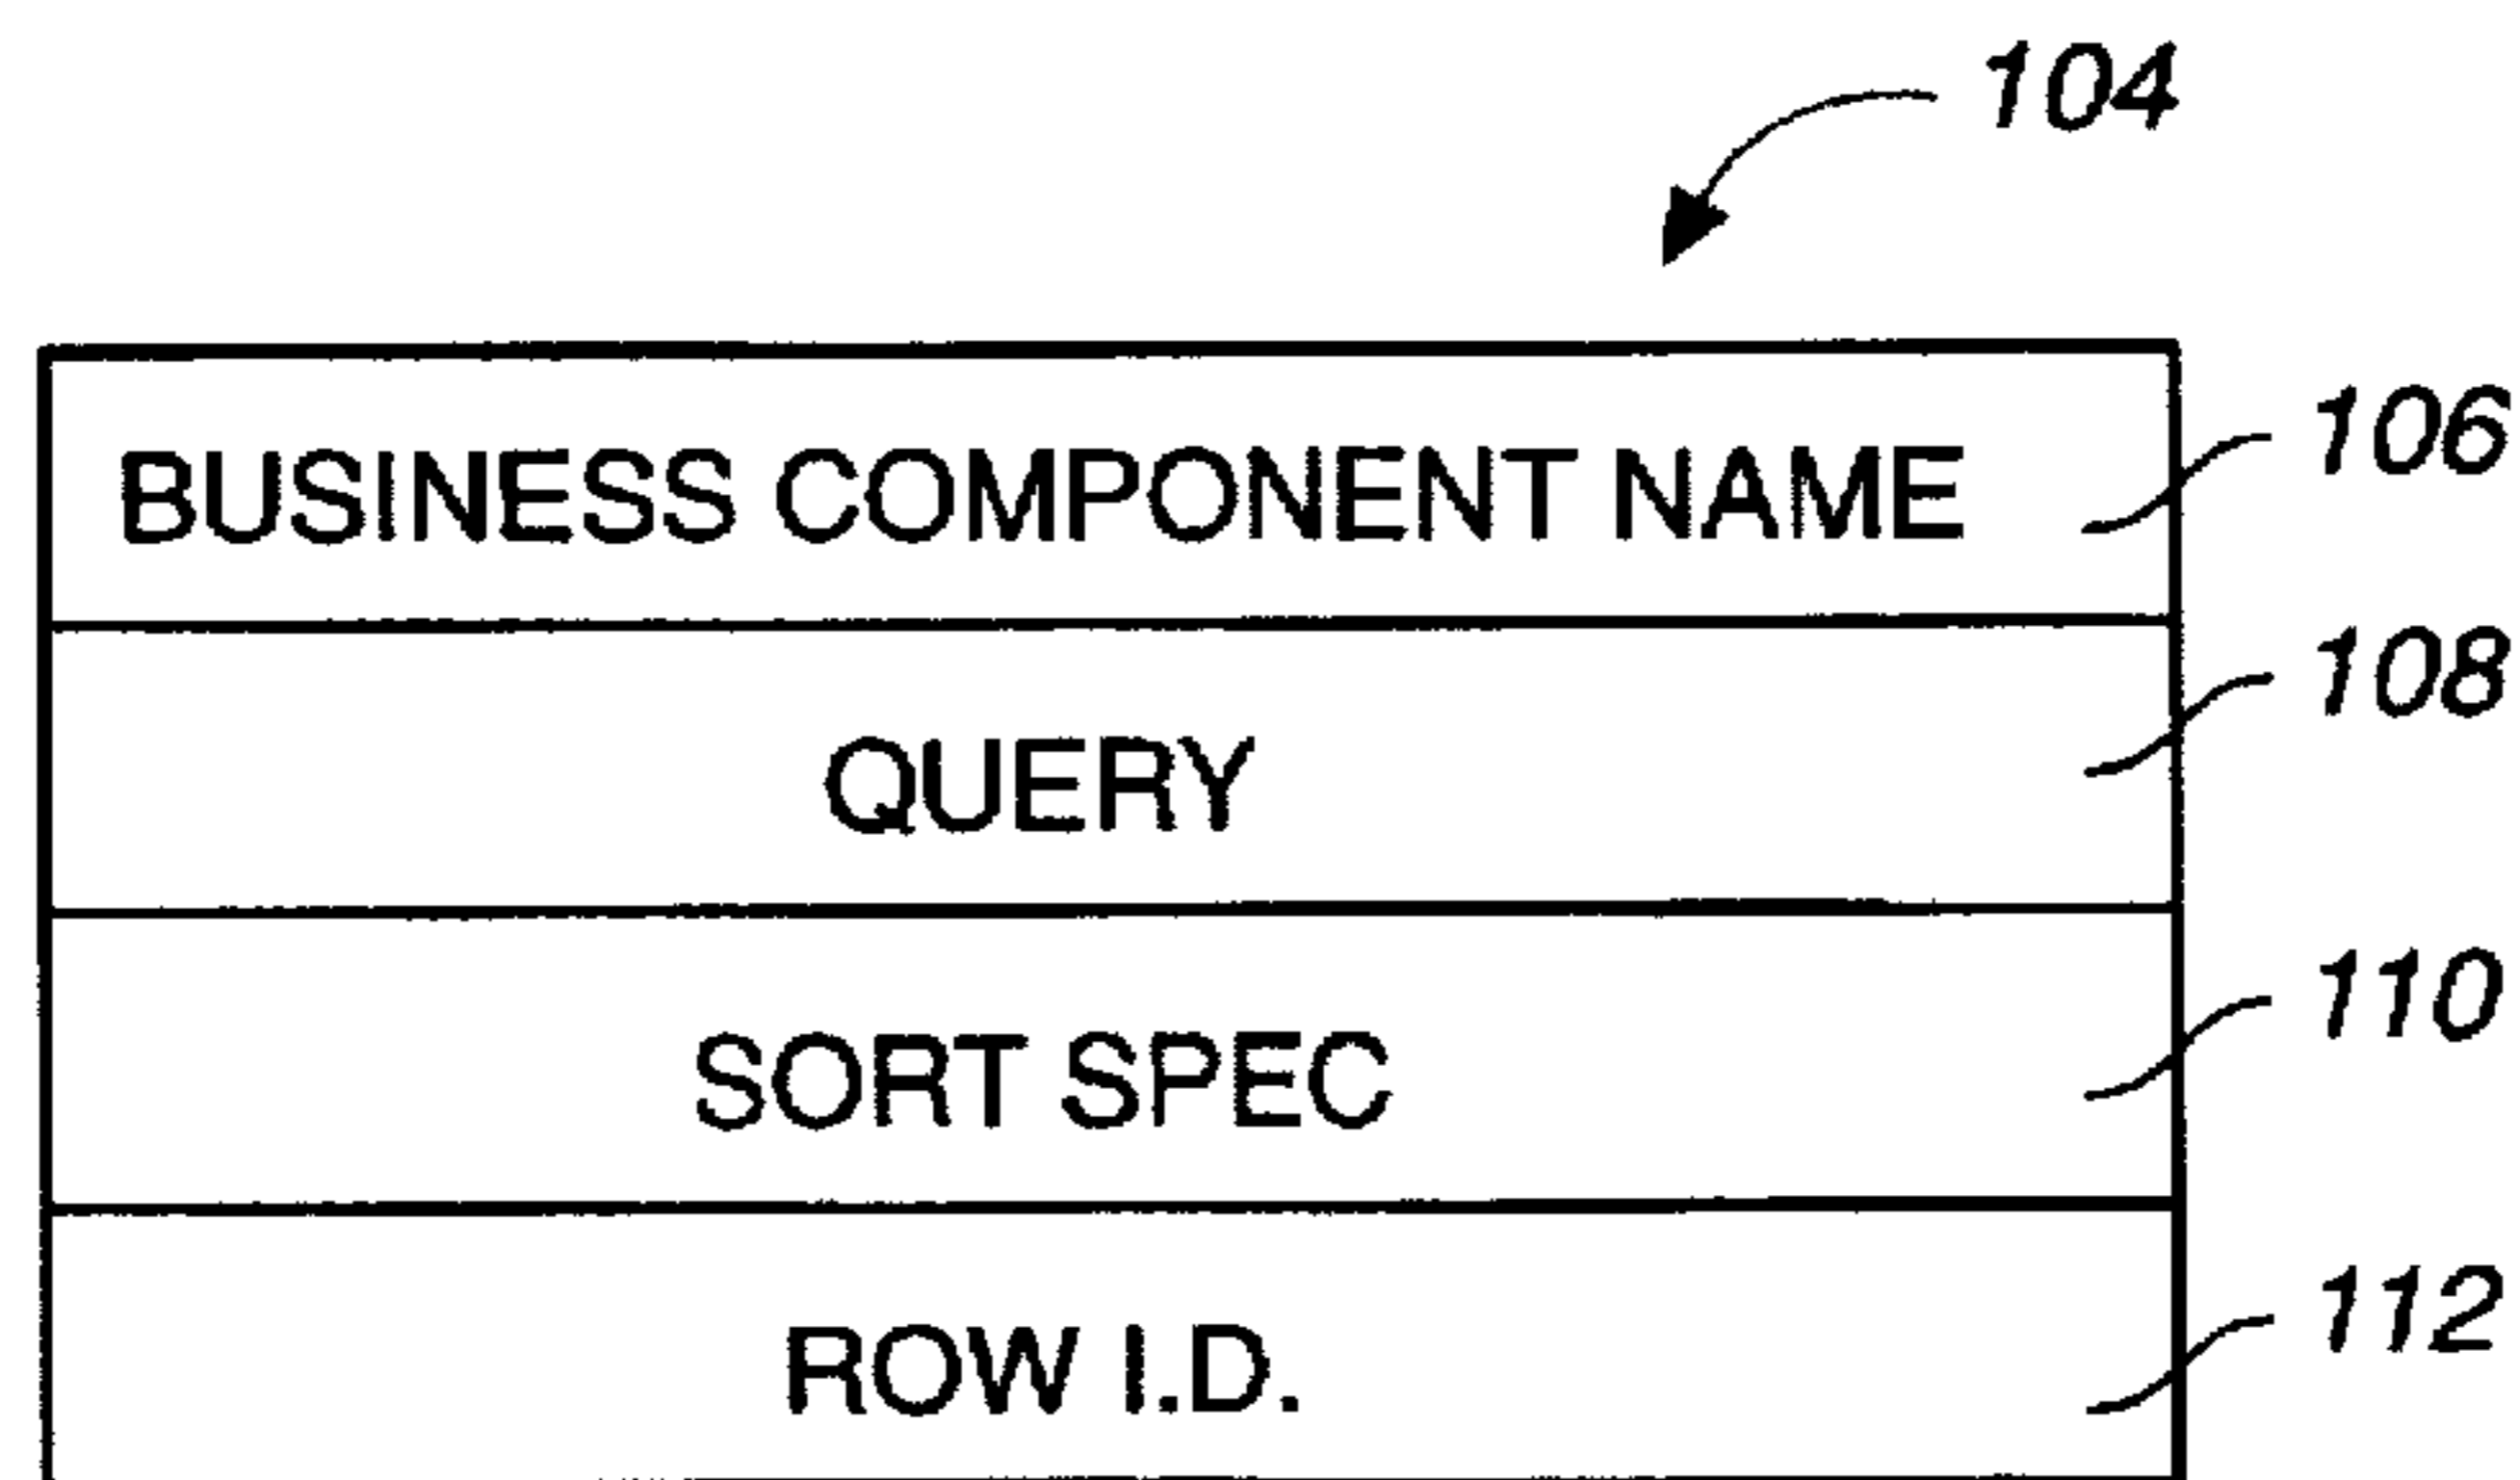 104
BUSINESS COMPONENT NAME
106
QUERY
108
SORT SPEC
110
ROW I.D.
112